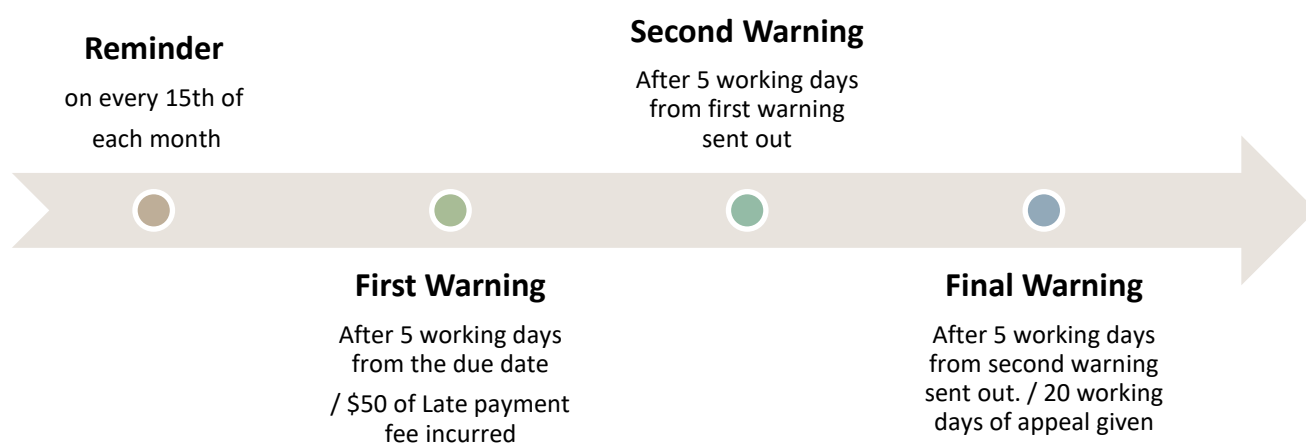 Reminder
on every 15th of
each month
First Warning
After 5 working days
from the due date
/ $50 of Late payment
fee incurred
Second Warning
After 5 working days
from first warning
sent out
Final Warning
After 5 working days
from second warning
sent out. / 20 working
days of appeal given